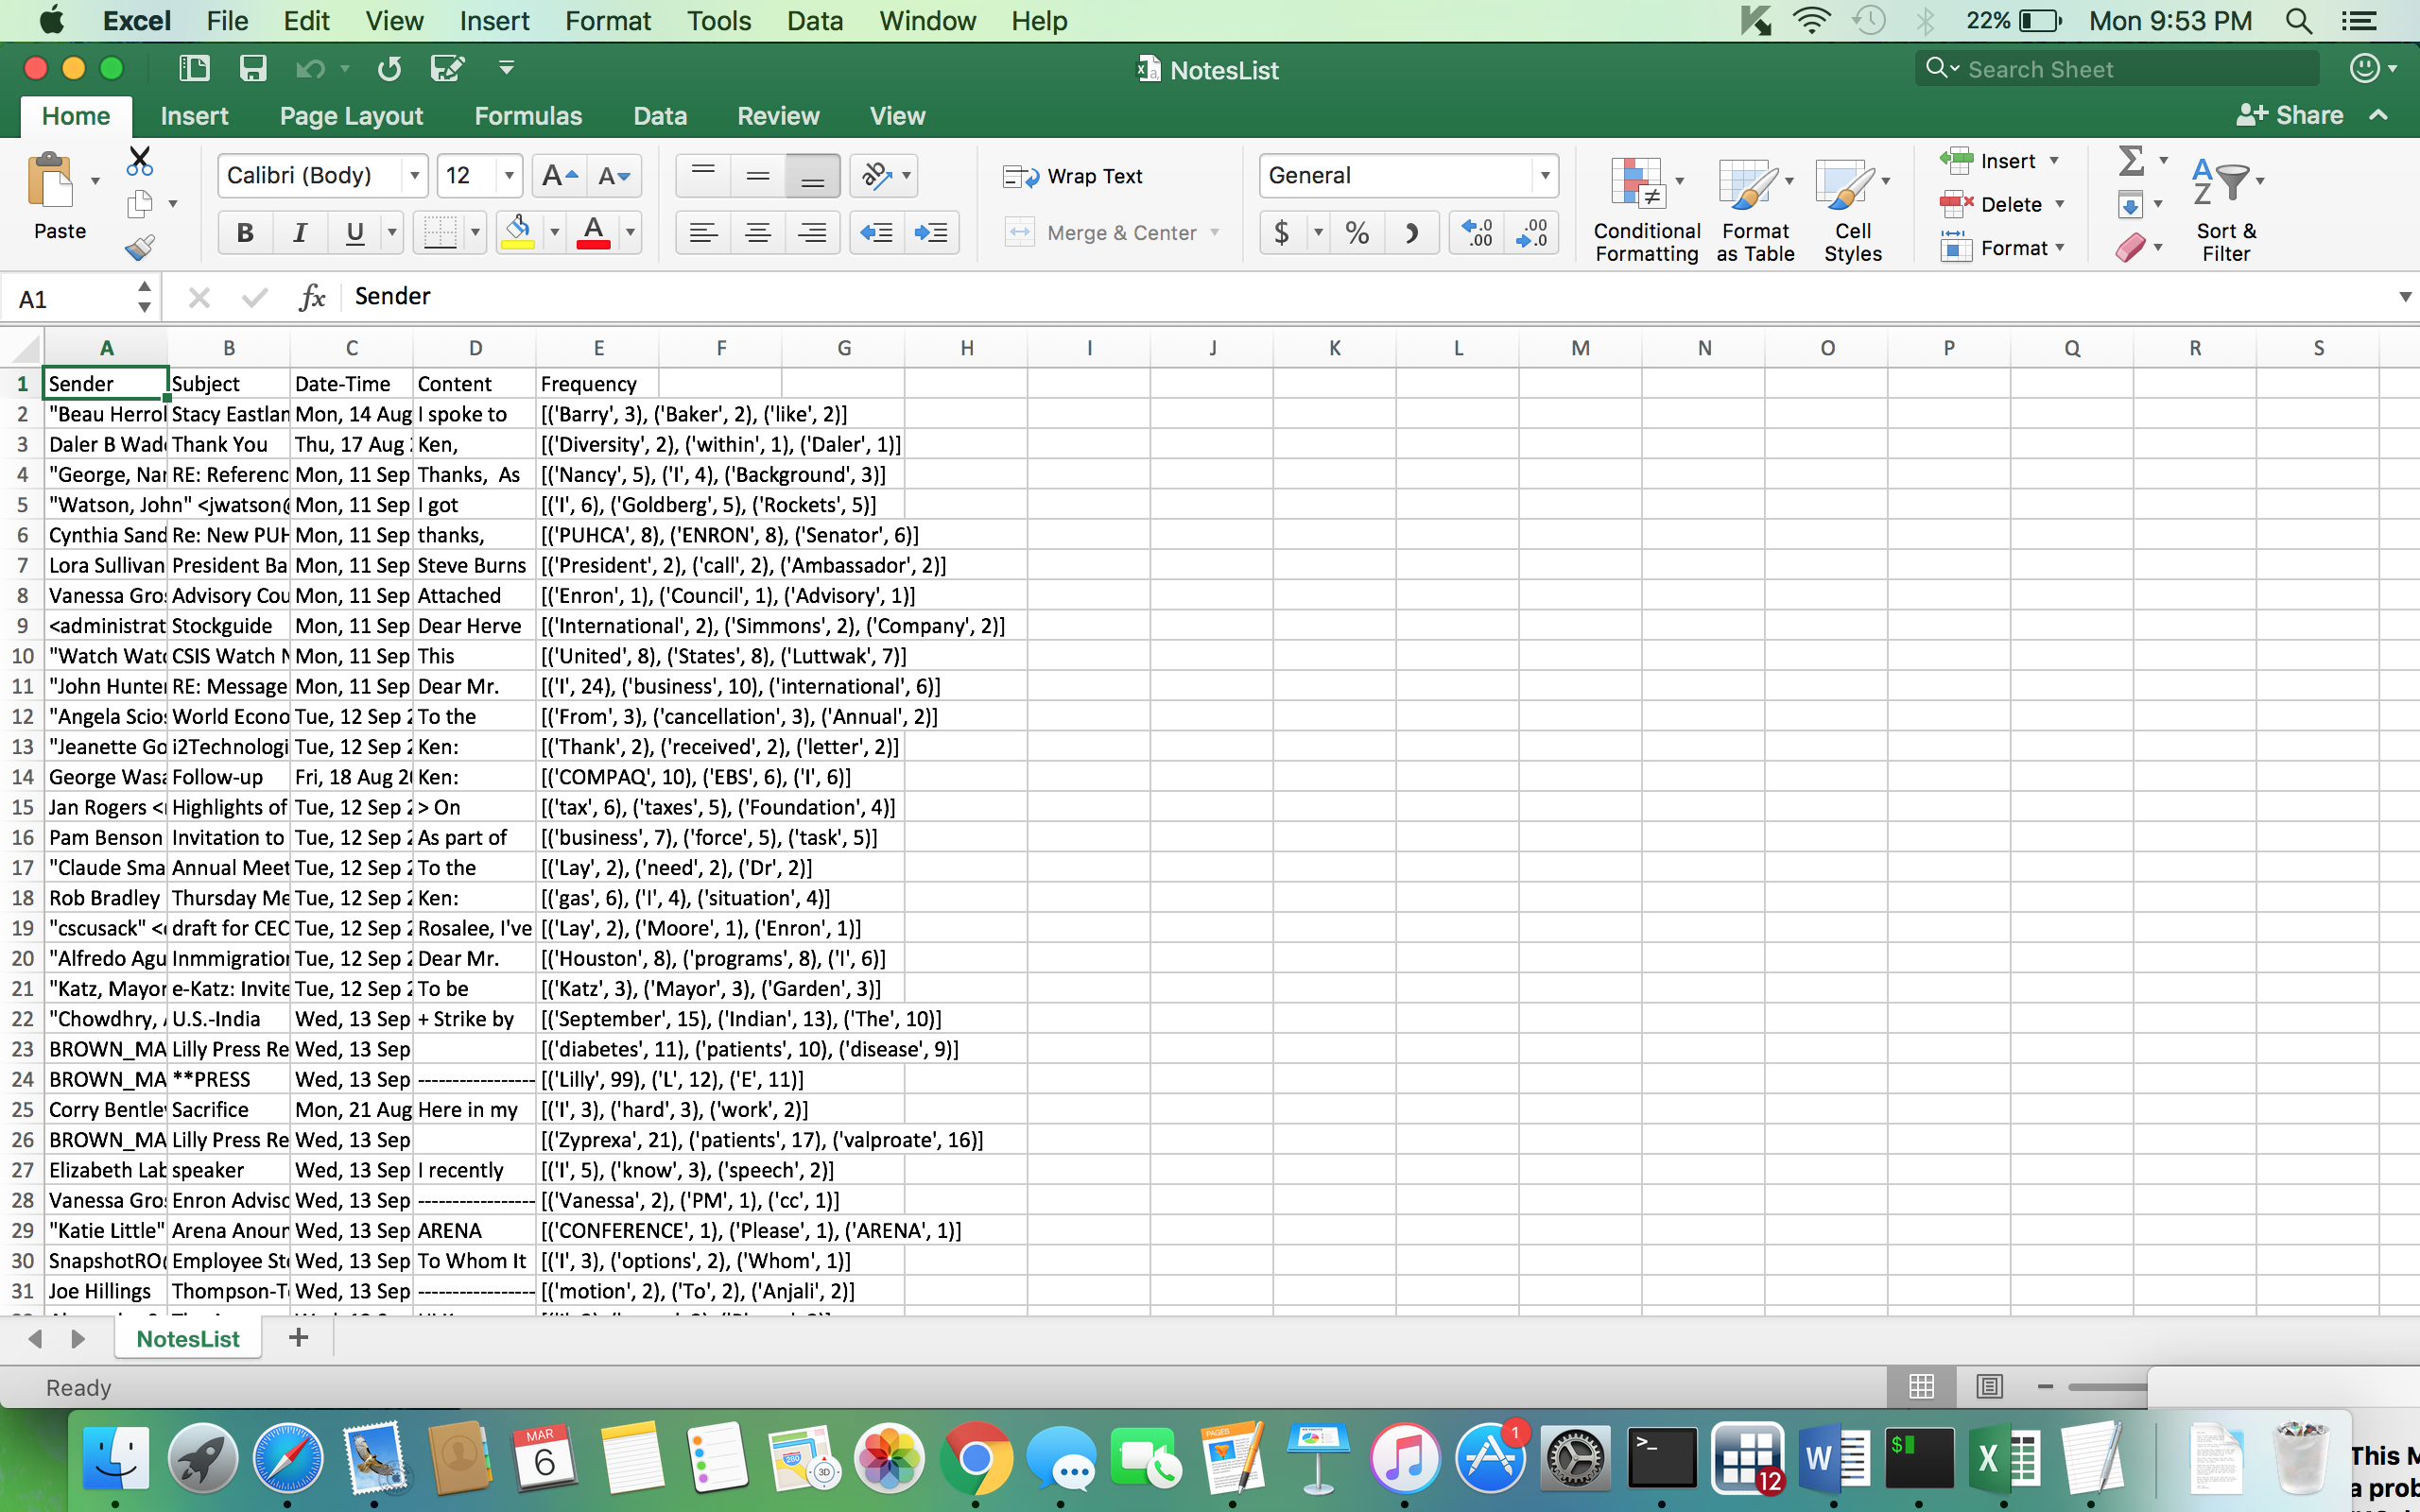 Excel File Edit View Insert Format Tools Data Window Help 22% Mon 9:53 PM
NotesList Search Sheet
Home Insert Page Layout Formulas Data Review View Share
Paste Calibri (Body) 12 Wrap Text General Insert
B I U Merge & Center $ % Conditional Formatting Format as Table Cell Styles Delete Format Sort & Filter
A1 fx Sender
A B C D E F G H I J K L M N O P Q R S
1 Sender Subject Date-Time Content Frequency
2 "Beau Herrol Stacy Eastlan Mon, 14 Aug I spoke to [('Barry', 3), ('Baker', 2), ('like', 2)]
3 Daler B Wad Thank You Thu, 17 Aug Ken, [('Diversity', 2), ('within', 1), ('Daler', 1)]
4 "George, Nan RE: Referenc Mon, 11 Sep Thanks, As [('Nancy', 5), ('I', 4), ('Background', 3)]
5 "Watson, John" <jwatson@ Mon, 11 Sep I got [('I', 6), ('Goldberg', 5), ('Rockets', 5)]
6 Cynthia Sand Re: New PUH Mon, 11 Sep thanks, [('PUHCA', 8), ('ENRON', 8), ('Senator', 6)]
7 Lora Sullivan President Ba Mon, 11 Sep Steve Burns [('President', 2), ('call', 2), ('Ambassador', 2)]
8 Vanessa Gros Advisory Cou Mon, 11 Sep Attached [('Enron', 1), ('Council', 1), ('Advisory', 1)]
9 <administrat Stockguide Mon, 11 Sep Dear Herve [('International', 2), ('Simmons', 2), ('Company', 2)]
10 "Watch Watc CSIS Watch N Mon, 11 Sep This [('United', 8), ('States', 8), ('Luttwak', 7)]
11 "John Hunter RE: Message Mon, 11 Sep Dear Mr. [('I', 24), ('business', 10), ('international', 6)]
12 "Angela Scios World Econo Tue, 12 Sep 2 To the [('From', 3), ('cancellation', 3), ('Annual', 2)]
13 "Jeanette Go i2Technologi Tue, 12 Sep 2 Ken: [('Thank', 2), ('received', 2), ('letter', 2)]
14 George Wasa Follow-up Fri, 18 Aug 20 Ken: [('COMPAQ', 10), ('EBS', 6), ('I', 6)]
15 Jan Rogers < Highlights of Tue, 12 Sep 2 > On [('tax', 6), ('taxes', 5), ('Foundation', 4)]
16 Pam Benson Invitation to Tue, 12 Sep 2 As part of [('business', 7), ('force', 5), ('task', 5)]
17 "Claude Sma Annual Meet Tue, 12 Sep 2 To the [('Lay', 2), ('need', 2), ('Dr', 2)]
18 Rob Bradley Thursday Me Tue, 12 Sep 2 Ken: [('gas', 6), ('I', 4), ('situation', 4)]
19 "cscusack" <c draft for CEC Tue, 12 Sep 2 Rosalee, I've [('Lay', 2), ('Moore', 1), ('Enron', 1)]
20 "Alfredo Agu Inmmigration Tue, 12 Sep 2 Dear Mr. [('Houston', 8), ('programs', 8), ('I', 6)]
21 "Katz, Mayor e-Katz: Invite Tue, 12 Sep 2 To be [('Katz', 3), ('Mayor', 3), ('Garden', 3)]
22 "Chowdhry, U.S.-India Wed, 13 Sep + Strike by [('September', 15), ('Indian', 13), ('The', 10)]
23 BROWN_MA Lilly Press Re Wed, 13 Sep [('diabetes', 11), ('patients', 10), ('disease', 9)]
24 BROWN_MA **PRESS Wed, 13 Sep ----------------- [('Lilly', 99), ('L', 12), ('E', 11)]
25 Corry Bentley Sacrifice Mon, 21 Aug Here in my [('I', 3), ('hard', 3), ('work', 2)]
26 BROWN_MA Lilly Press Re Wed, 13 Sep [('Zyprexa', 21), ('patients', 17), ('valproate', 16)]
27 Elizabeth Lab speaker Wed, 13 Sep I recently [('I', 5), ('know', 3), ('speech', 2)]
28 Vanessa Gros Enron Adviso Wed, 13 Sep ----------------- [('Vanessa', 2), ('PM', 1), ('cc', 1)]
29 "Katie Little" Arena Anoun Wed, 13 Sep ARENA [('CONFERENCE', 1), ('Please', 1), ('ARENA', 1)]
30 SnapshotRO Employee Sto Wed, 13 Sep To Whom It [('I', 3), ('options', 2), ('Whom', 1)]
31 Joe Hillings Thompson-T Wed, 13 Sep ----------------- [('motion', 2), ('To', 2), ('Anjali', 2)]
NotesList +
Ready
MAR 6 280 3D PAGES 1 >_ 12 W $ X This M
a prob